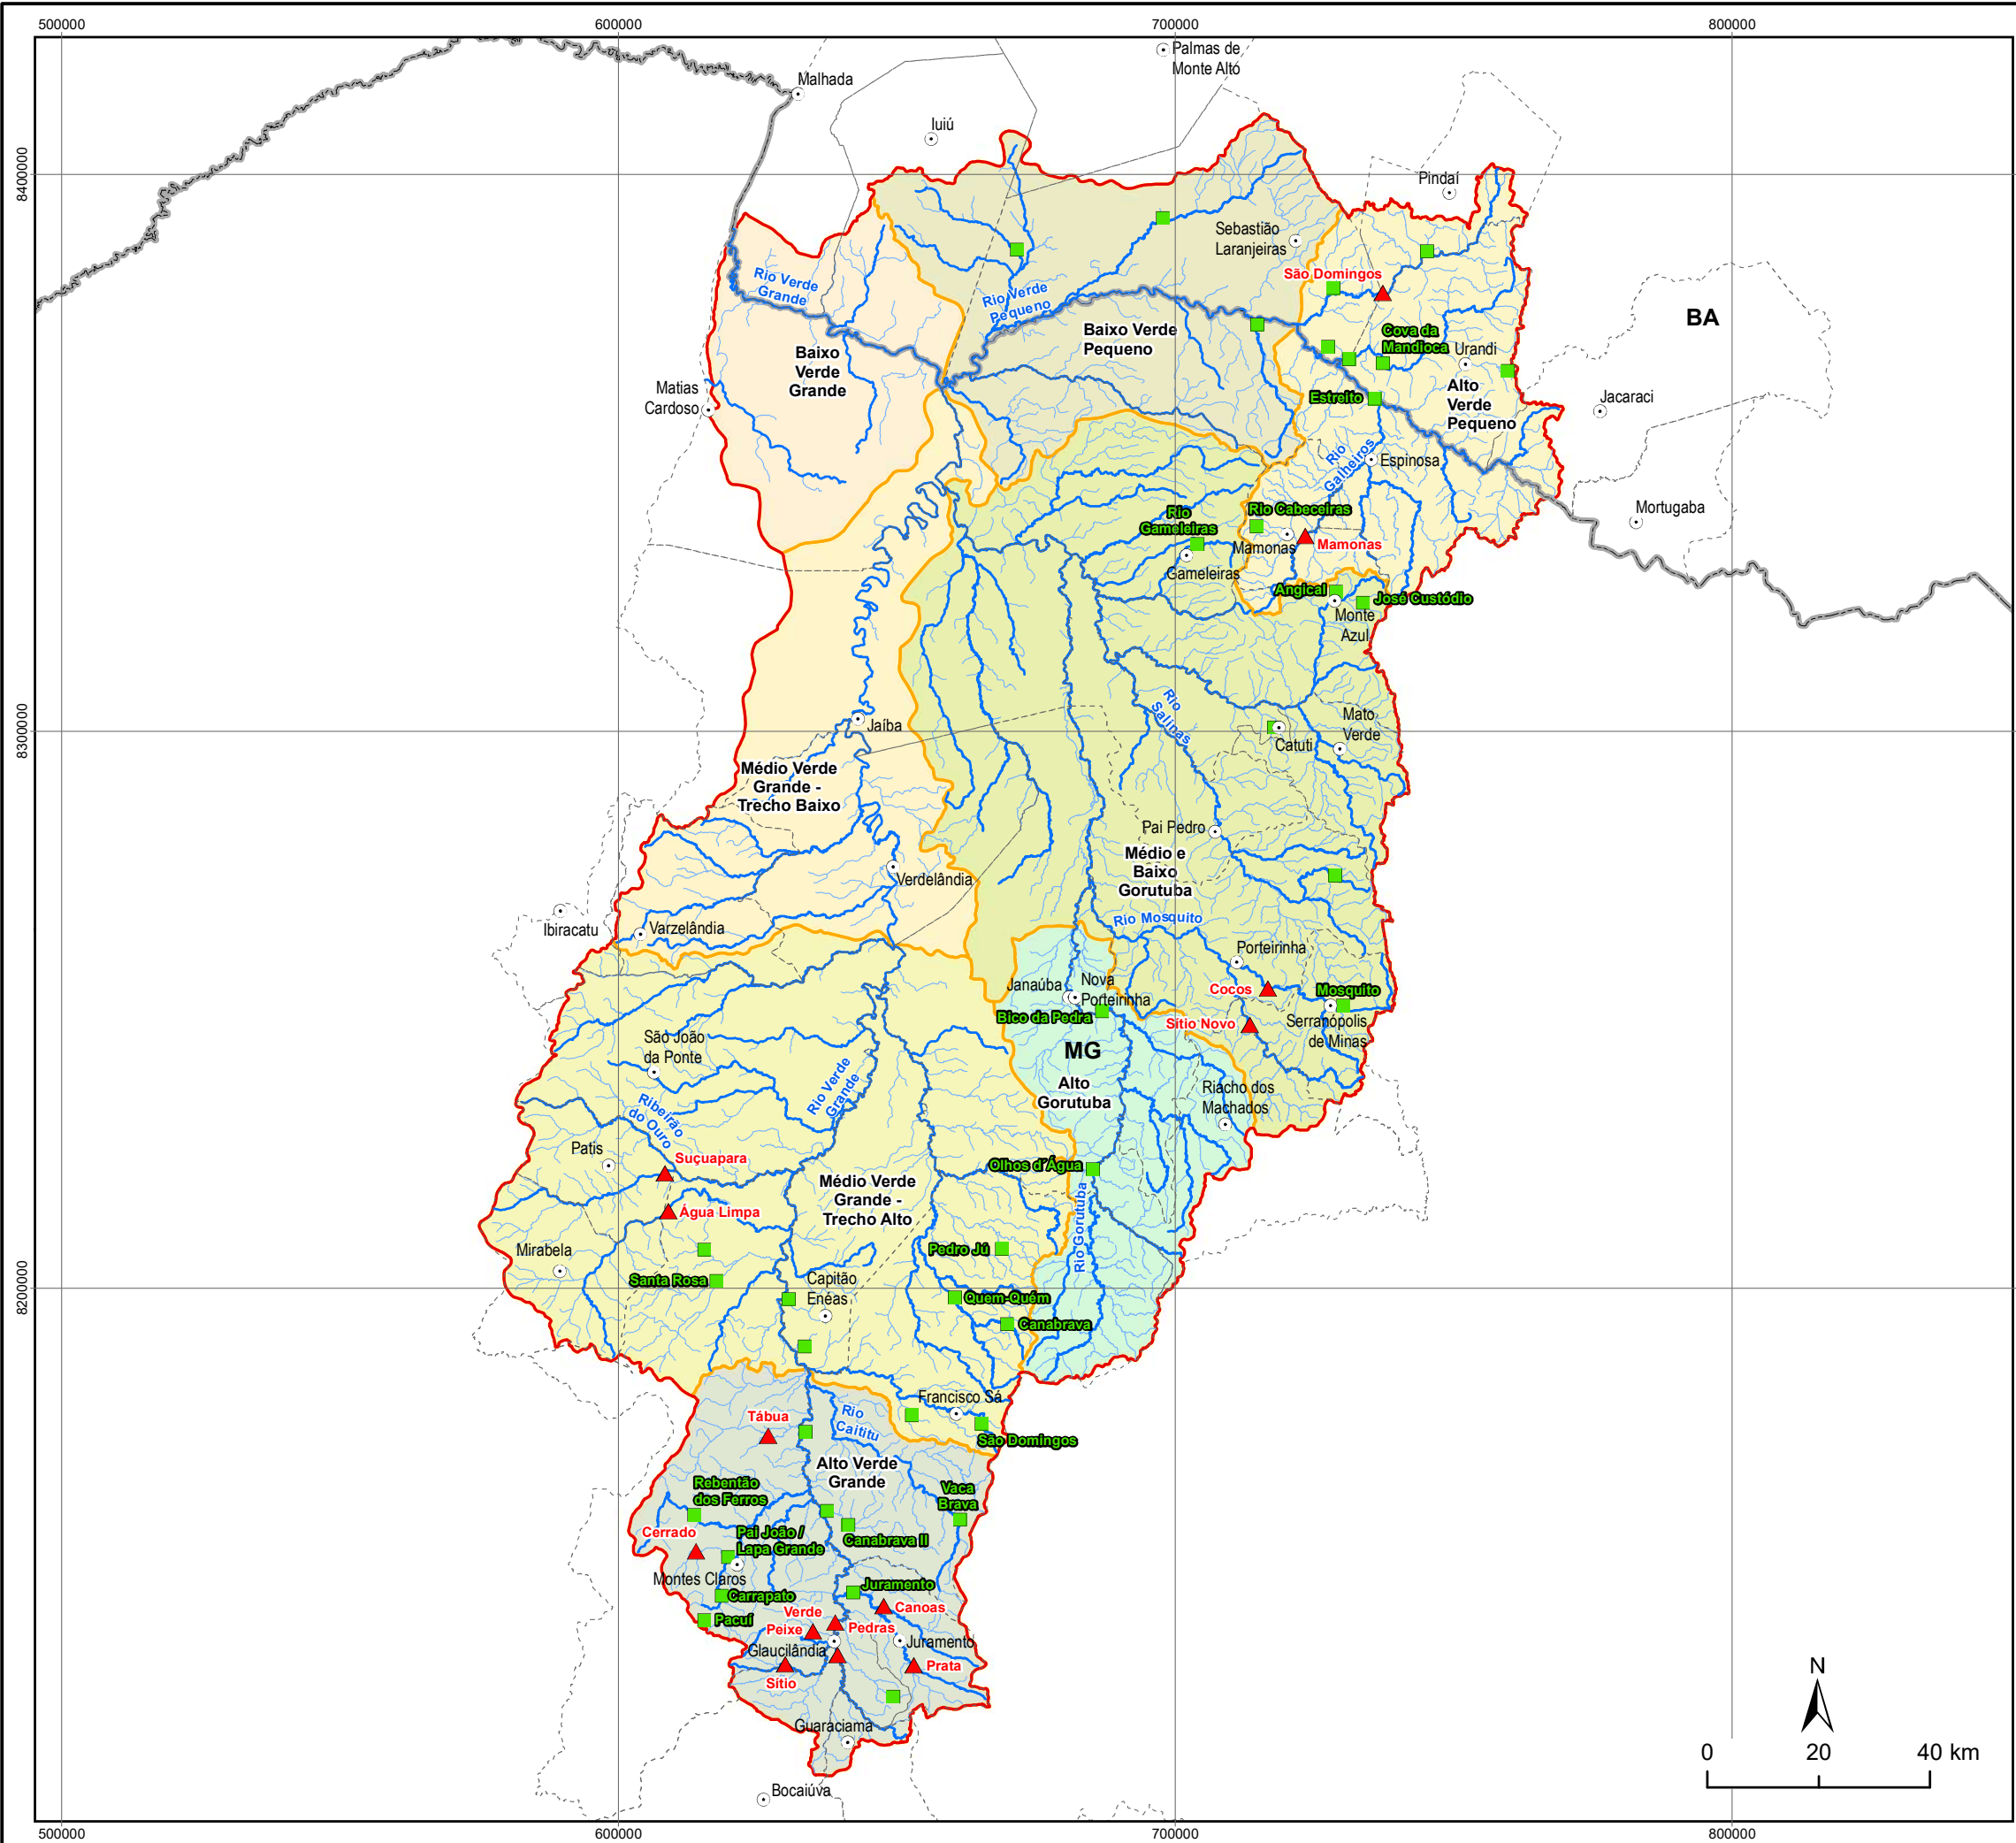 500000
600000
700000
800000
Palmas de
Monte Alto
Malhada
Iuiú
8400000
Pindaí
Sebastião
Laranjeiras
São Domingos
Rio Verde
Grande
Rio Verde
Pequeno
BA
Baixo Verde
Pequeno
Cova da
Mandioca
Urandi
Baixo
Verde
Grande
Matias
Cardoso
Estreito
Alto
Verde
Pequeno
Jacaraci
Rio
Galheiros
Espinosa
Mortugaba
Rio
Gameleiras
Rio Cabeceiras
Mamonas
Mamonas
Gameleiras
Angical
José Custódio
Monte
Azul
Rio
Salinas
Mato
Verde
Jaíba
Catuti
8300000
Médio Verde
Grande -
Trecho Baixo
Pai Pedro
Médio e
Baixo
Gorutuba
Verdelândia
Rio Mosquito
Ibiracatu
Varzelândia
Porteirinha
Janaúba
Nova
Porteirinha
Cocos
Mosquito
Bico da Pedra
Sítio Novo
Serranópolis
de Minas
São João
da Ponte
MG
Rio Verde
Grande
Alto
Gorutuba
Riacho dos
Machados
Ribeirão
do Ouro
Patis
Suçuapara
Olhos d'Água
Médio Verde
Grande -
Trecho Alto
Água Limpa
Rio Gorutuba
Mirabela
Pedro Jú
Santa Rosa
Capitão
Enéas
8200000
Quem-Quém
Canabrava
Francisco Sá
Tábua
Rio
Caititu
São Domingos
Alto Verde
Grande
Rebentão
dos Ferros
Vaca
Brava
Cerrado
Pai João /
Lapa Grande
Canabrava II
Montes Claros
Juramento
Carrapato
Canoas
Verde
Pacuí
Peixe
Pedras
Glaucilândia
Juramento
Prata
Sítio
N
Guaraciama
0
20
40 km
Bocaiúva
500000
600000
700000
800000